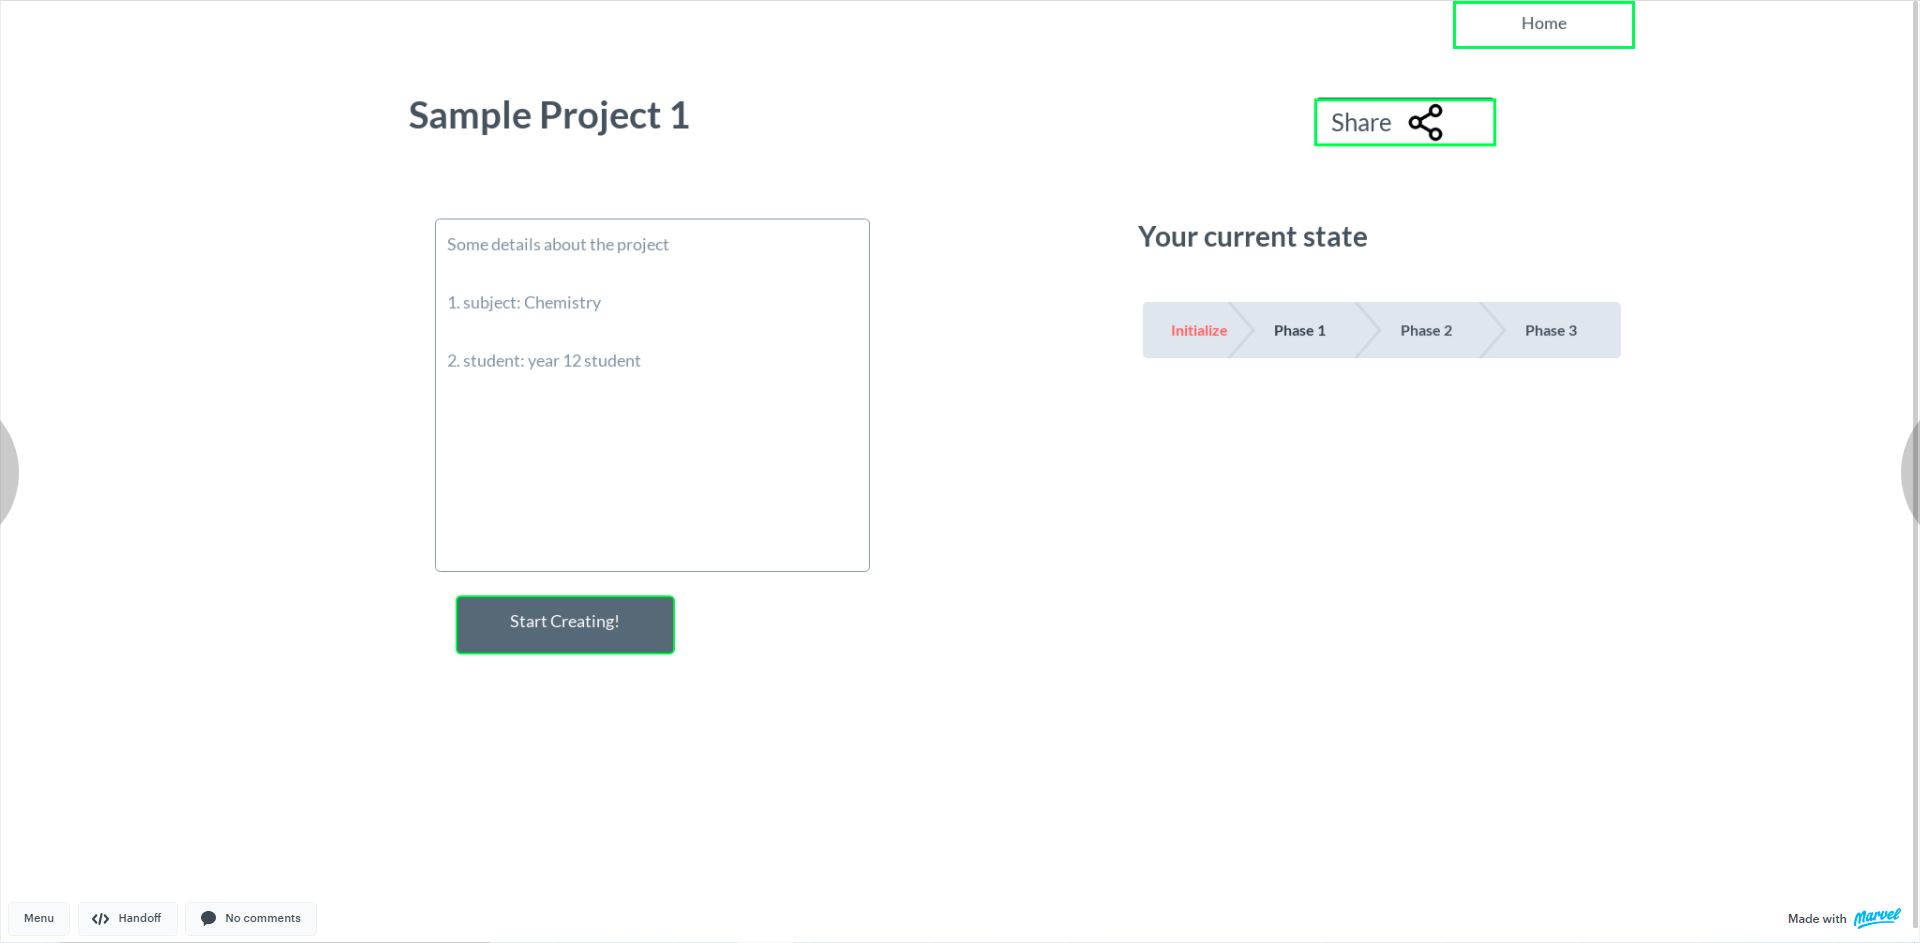 Home
Sample Project 1
Share
Some details about the project
1. subject: Chemistry
2. student: year 12 student
Start Creating!
Your current state
Initialize
Phase 1
Phase 2
Phase 3
Menu
</> Handoff
No comments
Made with Marvel